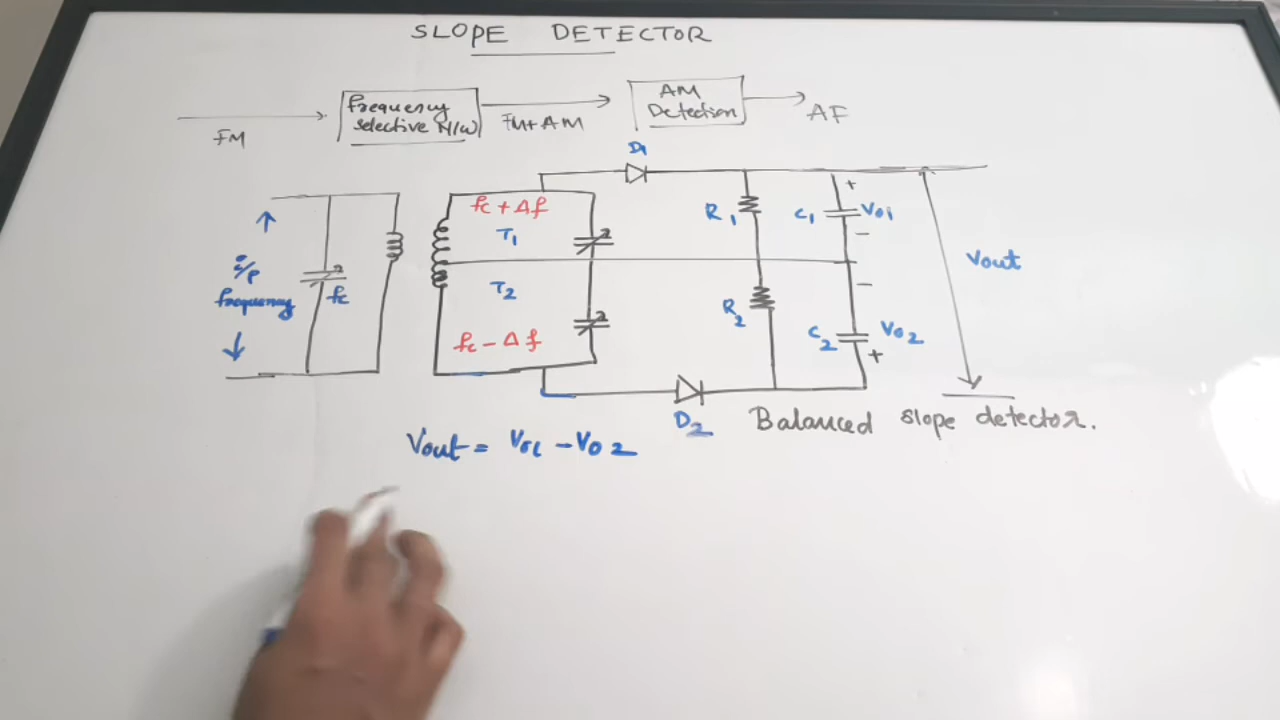 SLOPE DETECTOR
FM
Frequency
selective N/W
FM+AM
AM
Detection
AF
D1
fc + Δf
T1
R1
C1
+
Vo1
−
Vout
i/p
frequency
fc
T2
fc − Δf
R2
−
C2
Vo2
+
D2
Balanced slope detector.
Vout = Vo1 − Vo2